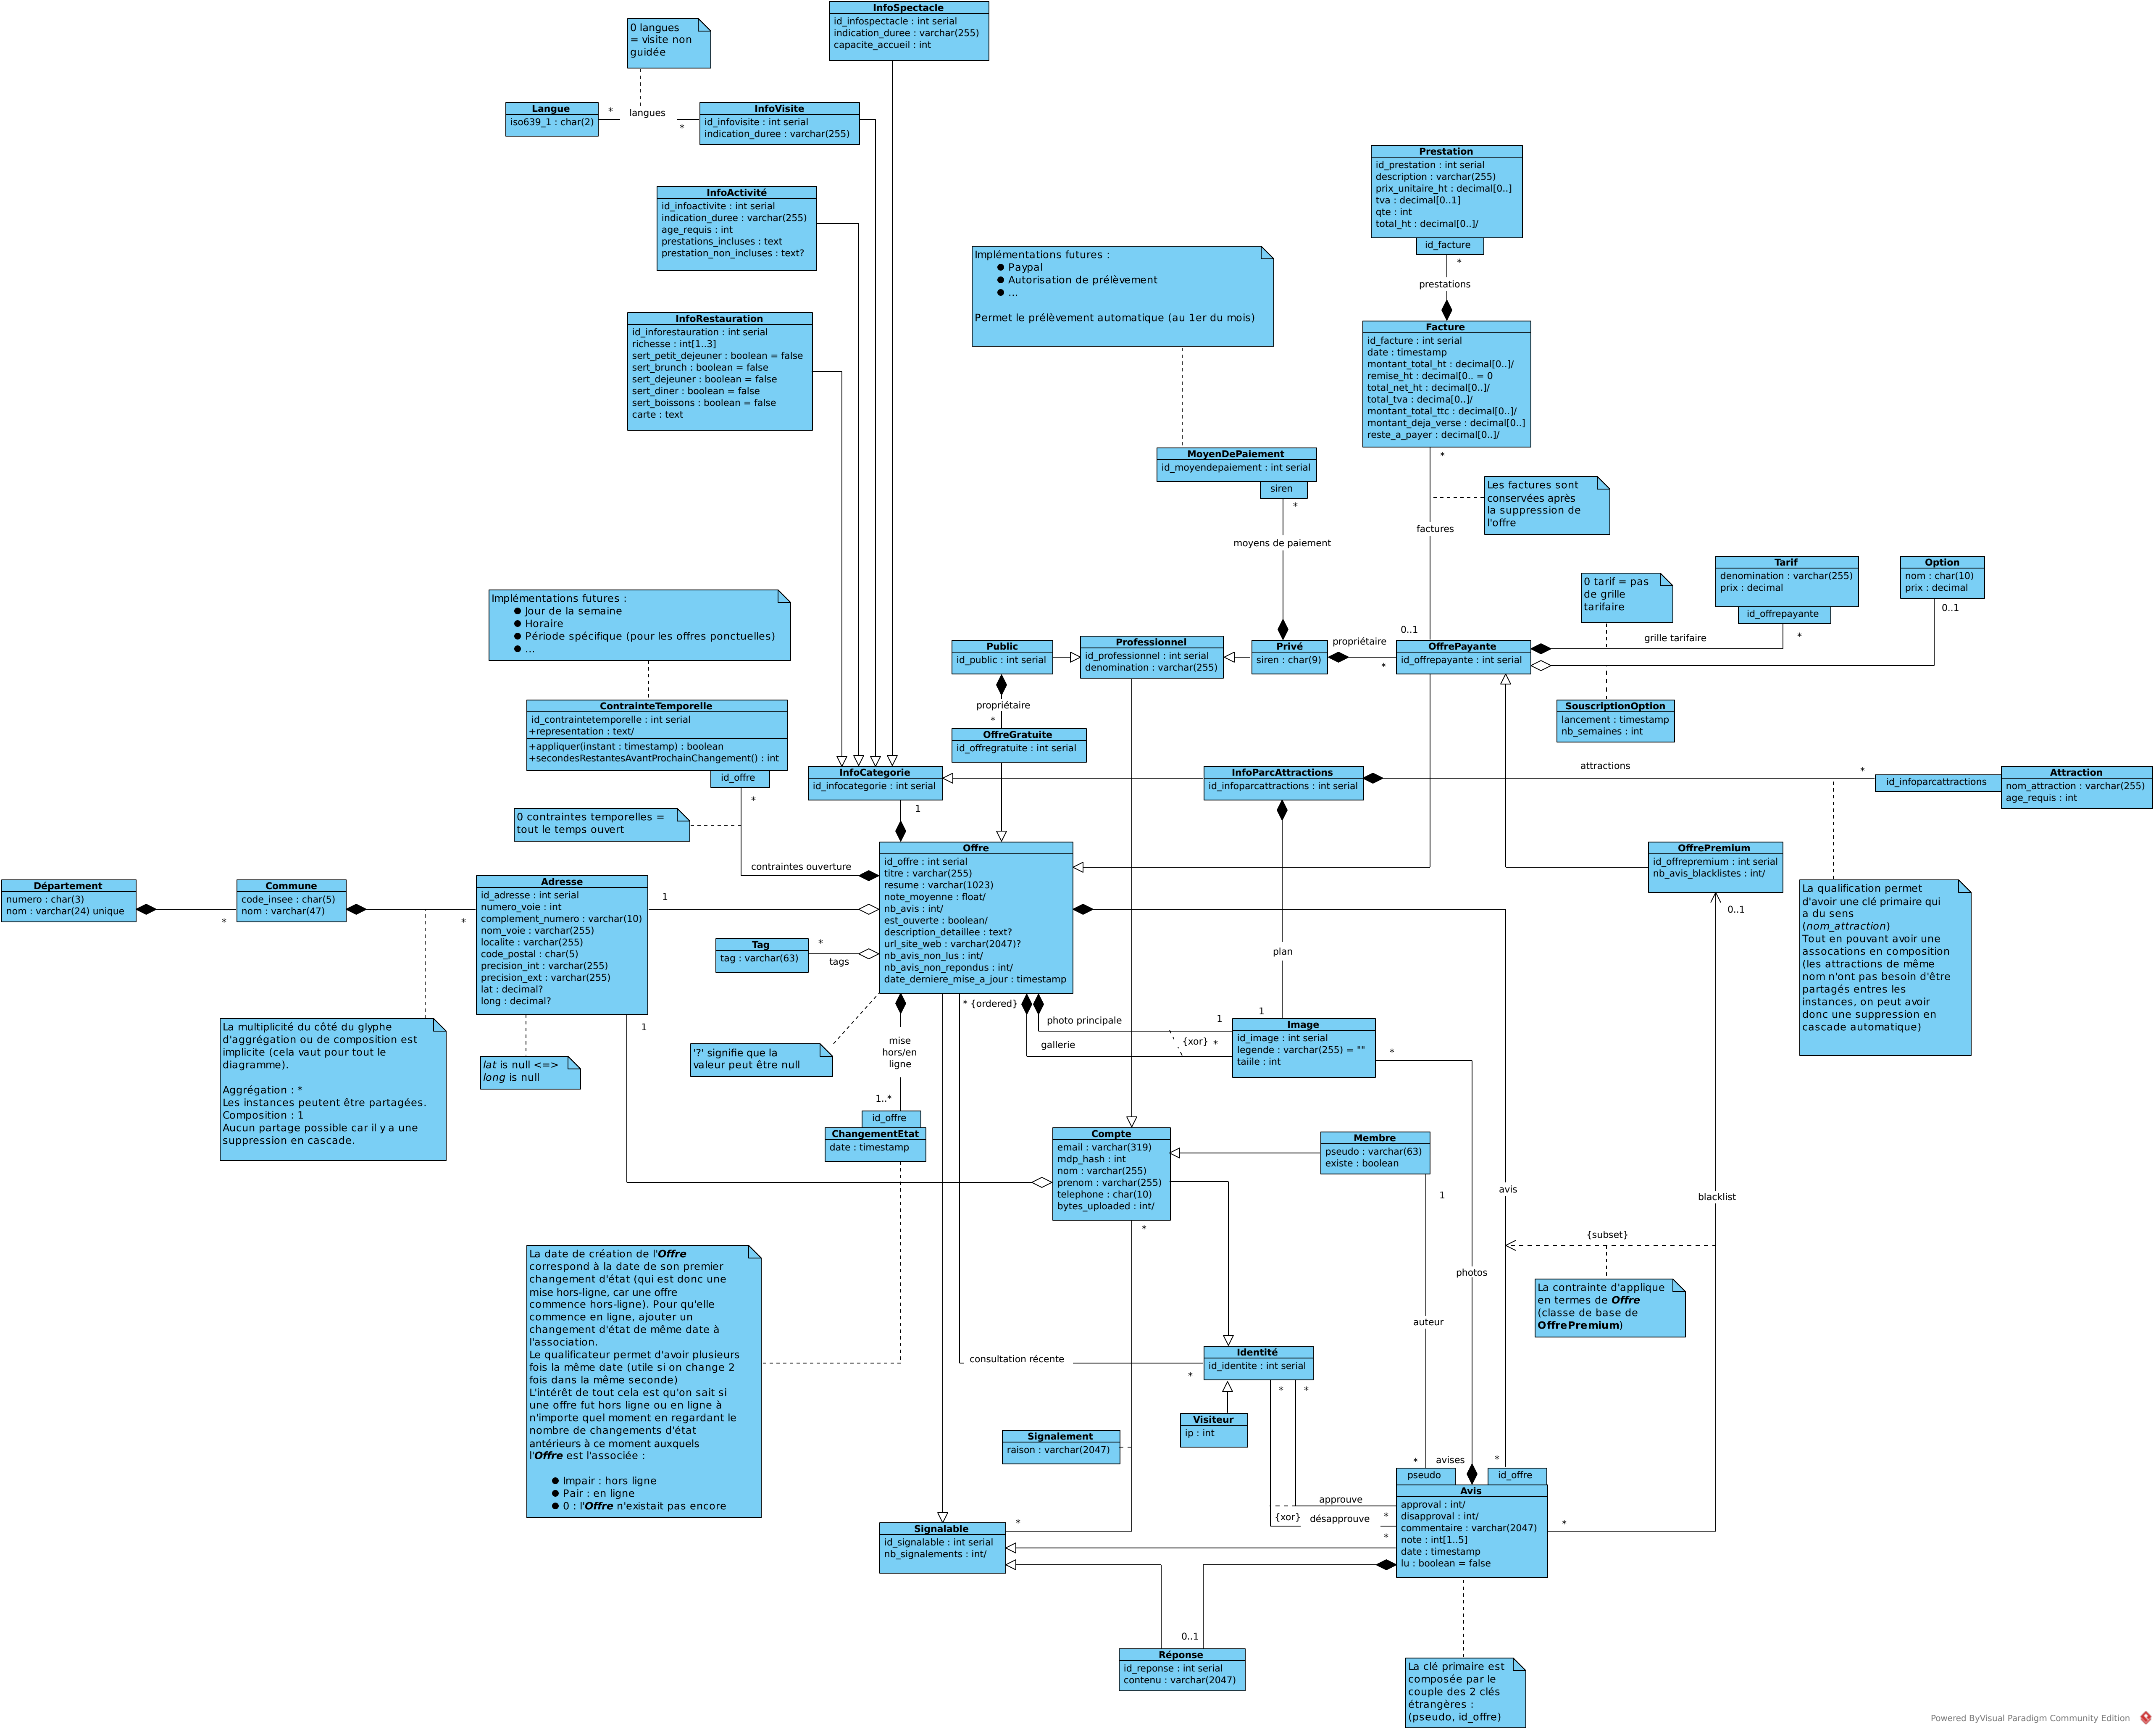 InfoSpectacle
id_infospectacle : int serial
indication_duree : varchar(255)
capacite_accueil : int
0 langues
= visite non
guidée
Langue
iso639_1 : char(2)
*
langues
*
InfoVisite
id_infovisite : int serial
indication_duree : varchar(255)
InfoActivité
id_infoactivite : int serial
indication_duree : varchar(255)
age_requis : int
prestations_incluses : text
prestation_non_incluses : text?
InfoRestauration
id_inforestauration : int serial
richesse : int[1..3]
sert_petit_dejeuner : boolean = false
sert_brunch : boolean = false
sert_dejeuner : boolean = false
sert_diner : boolean = false
sert_boissons : boolean = false
carte : text
Prestation
id_prestation : int serial
description : varchar(255)
prix_unitaire_ht : decimal[0..]
tva : decimal[0..1]
qte : int
total_ht : decimal[0..]/
id_facture
*
prestations
Facture
id_facture : int serial
date : timestamp
montant_total_ht : decimal[0..]/
remise_ht : decimal[0.. = 0
total_net_ht : decimal[0..]/
total_tva : decima[0..]/
montant_total_ttc : decimal[0..]/
montant_deja_verse : decimal[0..]
reste_a_payer : decimal[0..]/
*
factures
0..1
Implémentations futures :
● Paypal
● Autorisation de prélèvement
● ...
Permet le prélèvement automatique (au 1er du mois)
MoyenDePaiement
id_moyendepaiement : int serial
siren
*
moyens de paiement
Les factures sont
conservées après
la suppression de
l'offre
0 tarif = pas
de grille
tarifaire
Tarif
denomination : varchar(255)
prix : decimal
id_offrepayante
*
grille tarifaire
Option
nom : char(10)
prix : decimal
0..1
Implémentations futures :
● Jour de la semaine
● Horaire
● Période spécifique (pour les offres ponctuelles)
● ...
Public
id_public : int serial
Professionnel
id_professionnel : int serial
denomination : varchar(255)
Privé
siren : char(9)
propriétaire
*
OffrePayante
id_offrepayante : int serial
propriétaire
*
OffreGratuite
id_offregratuite : int serial
SouscriptionOption
lancement : timestamp
nb_semaines : int
ContrainteTemporelle
id_contraintetemporelle : int serial
+representation : text/
+appliquer(instant : timestamp) : boolean
+secondesRestantesAvantProchainChangement() : int
id_offre
*
0 contraintes temporelles =
tout le temps ouvert
contraintes ouverture
InfoCategorie
id_infocategorie : int serial
1
InfoParcAttractions
id_infoparcattractions : int serial
attractions
*
id_infoparcattractions
Attraction
nom_attraction : varchar(255)
age_requis : int
Département
numero : char(3)
nom : varchar(24) unique
*
Commune
code_insee : char(5)
nom : varchar(47)
*
Adresse
id_adresse : int serial
numero_voie : int
complement_numero : varchar(10)
nom_voie : varchar(255)
localite : varchar(255)
code_postal : char(5)
precision_int : varchar(255)
precision_ext : varchar(255)
lat : decimal?
long : decimal?
1
1
Tag
tag : varchar(63)
*
tags
Offre
id_offre : int serial
titre : varchar(255)
resume : varchar(1023)
note_moyenne : float/
nb_avis : int/
est_ouverte : boolean/
description_detaillee : text?
url_site_web : varchar(2047)?
nb_avis_non_lus : int/
nb_avis_non_repondus : int/
date_derniere_mise_a_jour : timestamp
OffrePremium
id_offrepremium : int serial
nb_avis_blacklistes : int/
0..1
La qualification permet
d'avoir une clé primaire qui
a du sens
(nom_attraction)
Tout en pouvant avoir une
assocations en composition
(les attractions de même
nom n'ont pas besoin d'être
partagés entres les
instances, on peut avoir
donc une suppression en
cascade automatique)
La multiplicité du côté du glyphe
d'aggrégation ou de composition est
implicite (cela vaut pour tout le
diagramme).
Aggrégation : *
Les instances peuvent être partagées.
Composition : 1
Aucun partage possible car il y a une
suppression en cascade.
lat is null <=>
long is null
'?' signifie que la
valeur peut être null
mise
hors/en
ligne
1..*
id_offre
ChangementEtat
date : timestamp
* {ordered}
photo principale
1
gallerie
{xor}
*
plan
1
Image
id_image : int serial
legende : varchar(255) = ""
taiile : int
*
Compte
email : varchar(319)
mdp_hash : int
nom : varchar(255)
prenom : varchar(255)
telephone : char(10)
bytes_uploaded : int/
*
Membre
pseudo : varchar(63)
existe : boolean
1
avis
blacklist
{subset}
La contrainte d'applique
en termes de Offre
(classe de base de
OffrePremium)
photos
auteur
La date de création de l'Offre
correspond à la date de son premier
changement d'état (qui est donc une
mise hors-ligne, car une offre
commence hors-ligne). Pour qu'elle
commence en ligne, ajouter un
changement d'état de même date à
l'association.
Le qualificateur permet d'avoir plusieurs
fois la même date (utile si on change 2
fois dans la même seconde)
L'intérêt de tout cela est qu'on sait si
une offre fut hors ligne ou en ligne à
n'importe quel moment en regardant le
nombre de changements d'état
antérieurs à ce moment auxquels
l'Offre est l'associée :
● Impair : hors ligne
● Pair : en ligne
● 0 : l'Offre n'existait pas encore
consultation récente
*
Identité
id_identite : int serial
*
*
Visiteur
ip : int
Signalement
raison : varchar(2047)
*
avises
*
pseudo
id_offre
Avis
approval : int/
disapproval : int/
commentaire : varchar(2047)
note : int[1..5]
date : timestamp
lu : boolean = false
approuve
*
{xor}
désapprouve
*
*
Signalable
id_signalable : int serial
nb_signalements : int/
*
0..1
Réponse
id_reponse : int serial
contenu : varchar(2047)
La clé primaire est
composée par le
couple des 2 clés
étrangères :
(pseudo, id_offre)
Powered ByVisual Paradigm Community Edition